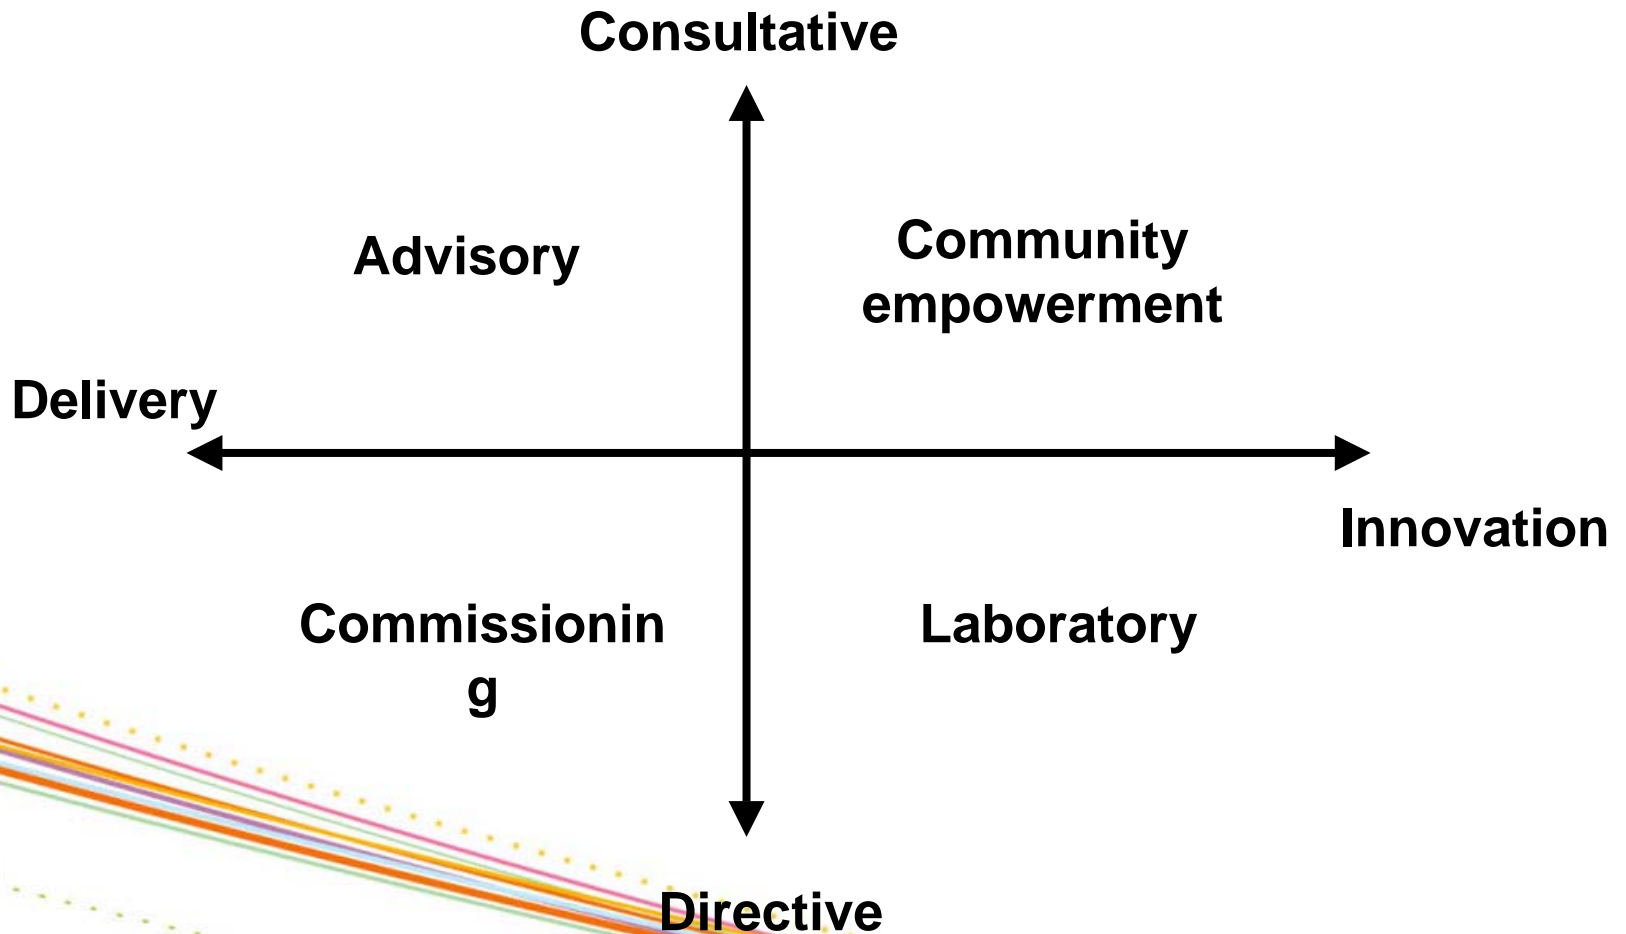 Consultative
Advisory
Community
empowerment
Delivery
Innovation
Commissionin
g
Laboratory
Directive